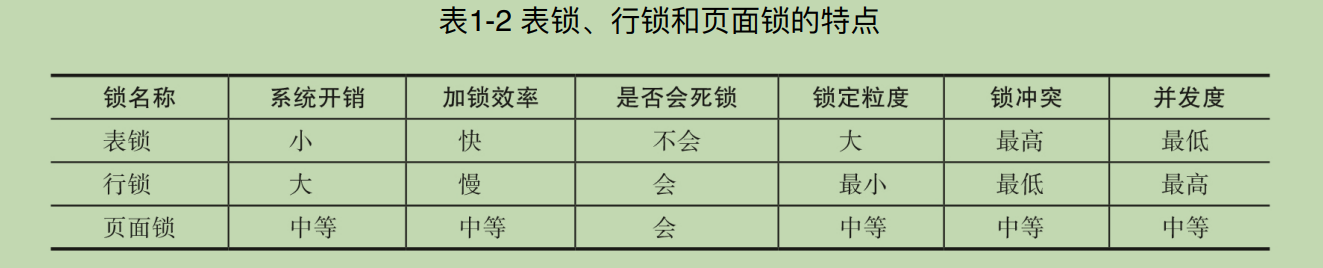 表1-2 表锁、行锁和页面锁的特点
锁名称 系统开销 加锁效率 是否会死锁 锁定粒度 锁冲突 并发度
表锁 小 快 不会 大 最高 最低
行锁 大 慢 会 最小 最低 最高
页面锁 中等 中等 会 中等 中等 中等